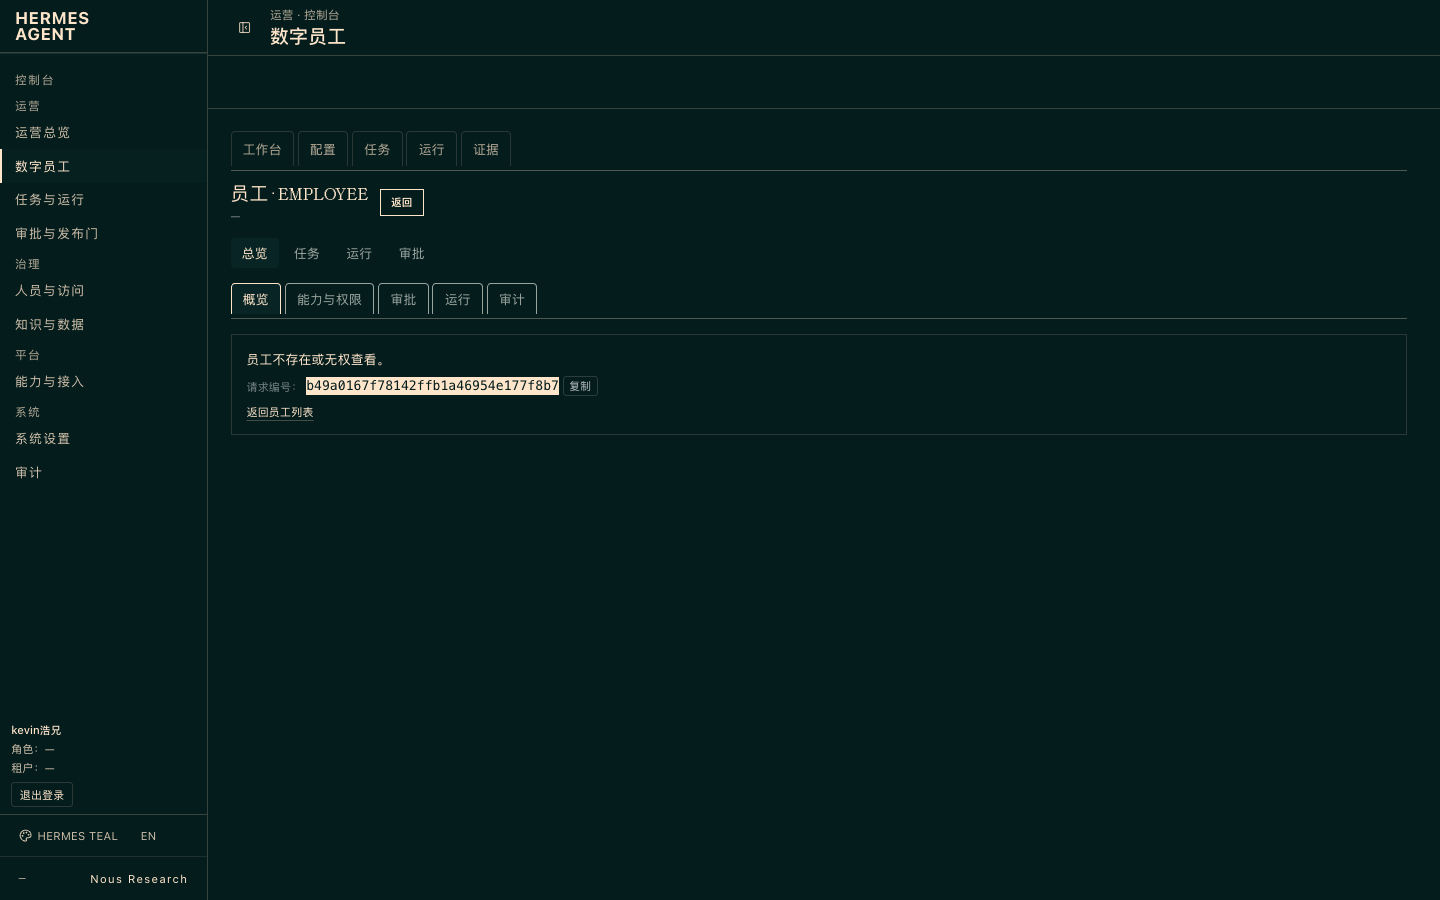 HERMES
AGENT
控制台
运营
运营总览
数字员工
任务与运行
审批与发布门
治理
人员与访问
知识与数据
平台
能力与接入
系统
系统设置
审计
kevin浩兄
角色: —
租户: —
退出登录
HERMES TEAL EN
— Nous Research
运营 · 控制台
数字员工
工作台 配置 任务 运行 证据
员工 · EMPLOYEE 返回
—
总览 任务 运行 审批
概览 能力与权限 审批 运行 审计
员工不存在或无权查看。
请求编号: b49a0167f78142ffb1a46954e177f8b7 复制
返回员工列表